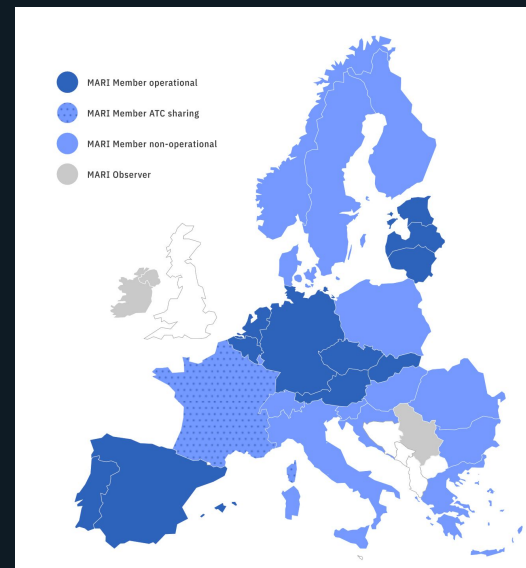 MARI Member operational
MARI Member ATC sharing
MARI Member non-operational
MARI Observer